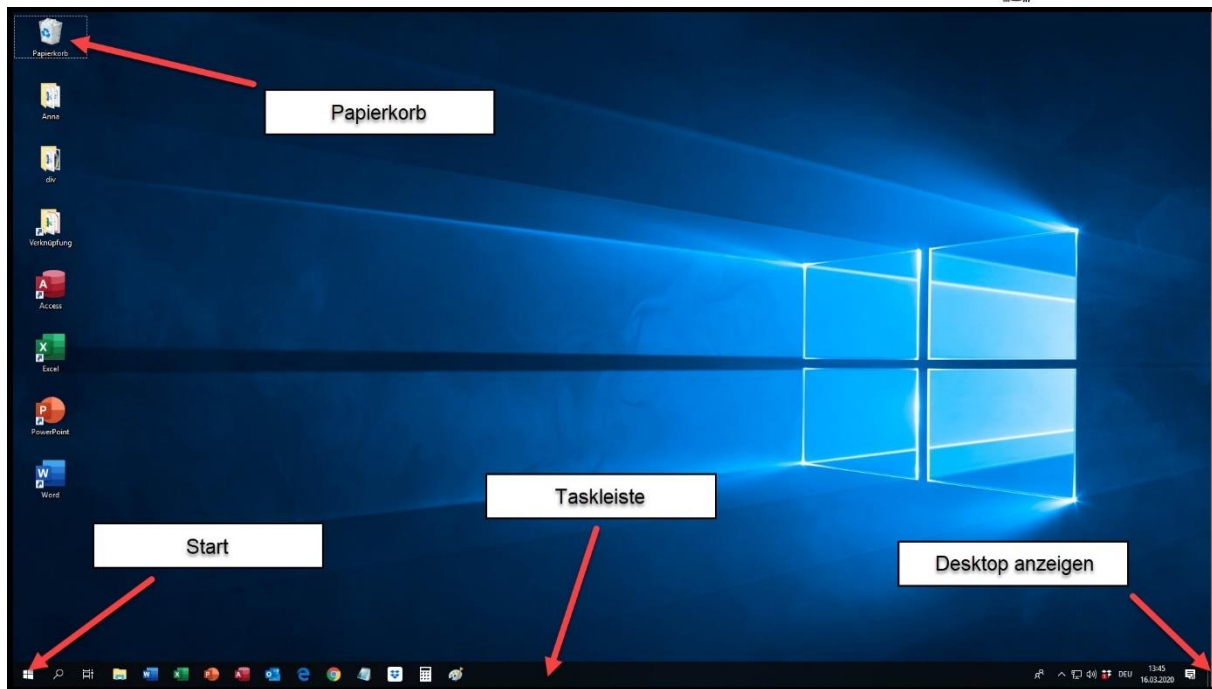 Papierkorb
Papierkorb
Anna
div
Verknüpfung
Access
Excel
PowerPoint
Word
Taskleiste
Start
Desktop anzeigen
DEU
13:45
16.03.2020